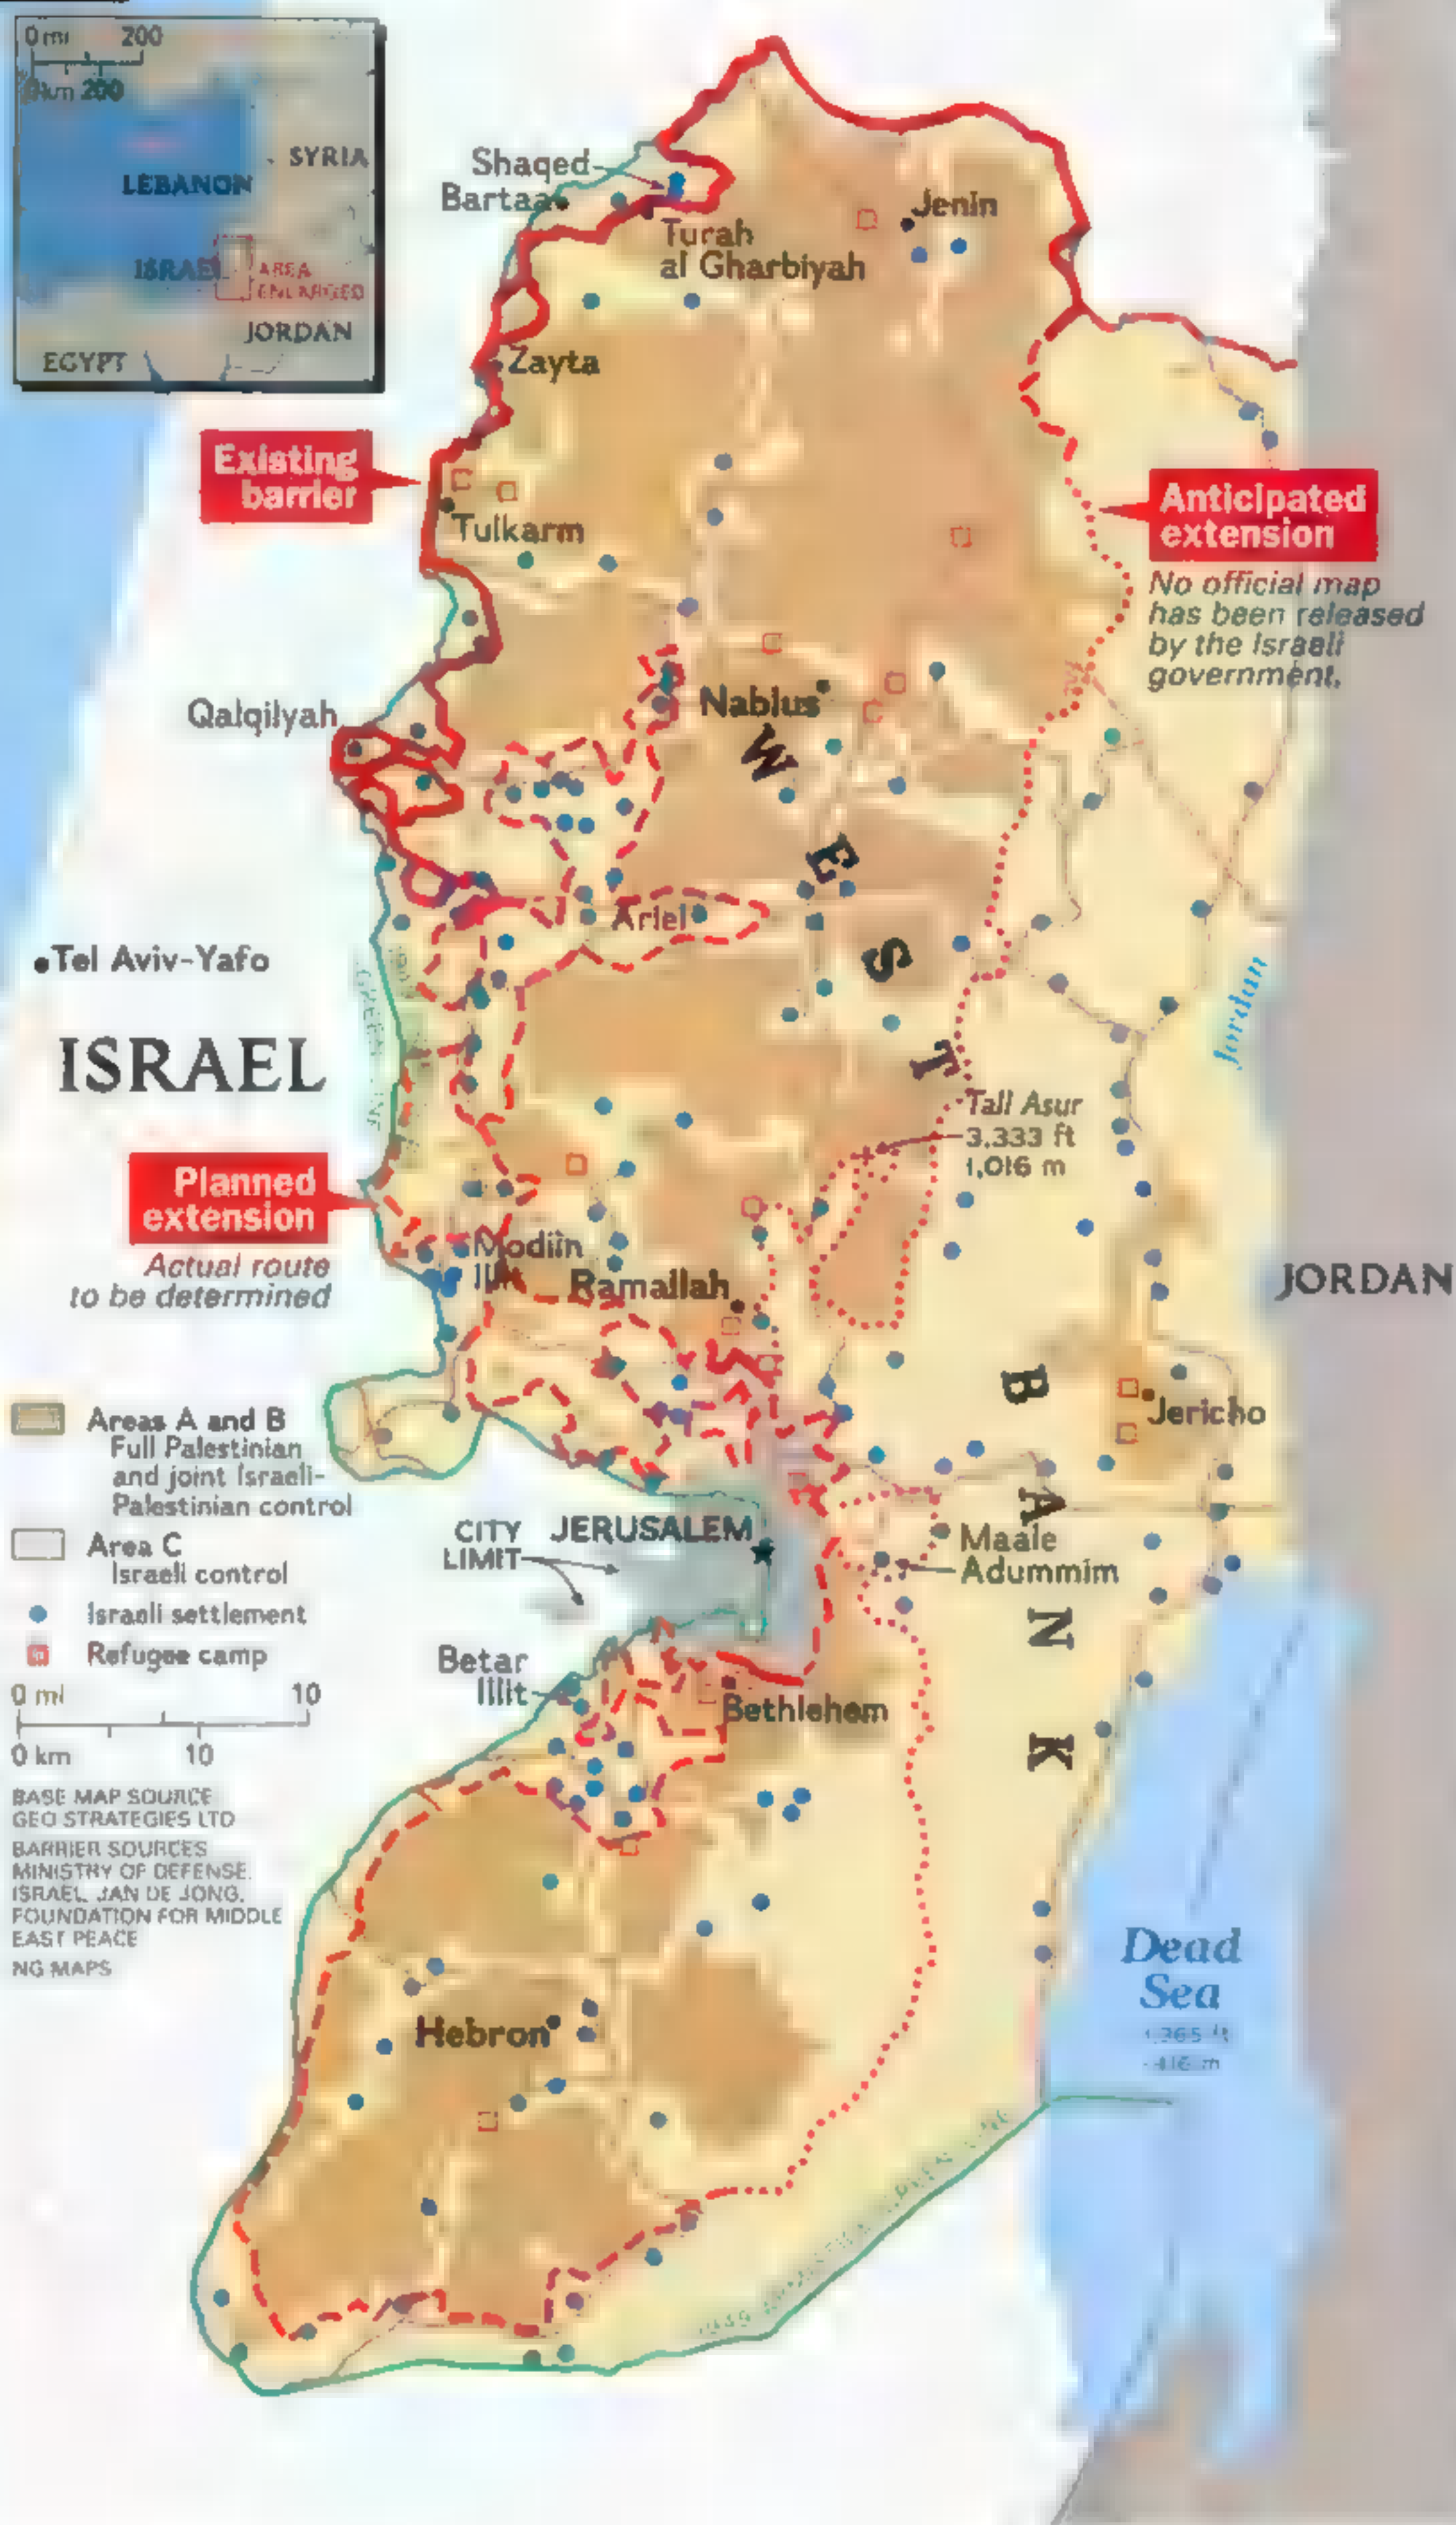 0 mi 200
0 km 200
SYRIA
LEBANON
ISRAEL
AREA
ENLARGED
JORDAN
EGYPT
Shaqed
Bartaa
Jenin
Turah
al Gharbiyah
Zayta
Existing
barrier
Tulkarm
Anticipated
extension
No official map
has been released
by the Israeli
government.
Qalqilyah
Nablus
WEST
Ariel
Tel Aviv-Yafo
ISRAEL
Jordan
Tall Asur
3,333 ft
1,016 m
Planned
extension
Actual route
to be determined
Modiin
Ilit
Ramallah
JORDAN
BANK
Jericho
Areas A and B
Full Palestinian
and joint Israeli-
Palestinian control
Area C
Israeli control
Israeli settlement
Refugee camp
0 mi 10
0 km 10
CITY
LIMIT
JERUSALEM
Maale
Adummim
Betar
Illit
Bethlehem
BASE MAP SOURCE
GEO STRATEGIES LTD
BARRIER SOURCES
MINISTRY OF DEFENSE,
ISRAEL, JAN DE JONG,
FOUNDATION FOR MIDDLE
EAST PEACE
NG MAPS
Hebron
Dead
Sea
-416 m